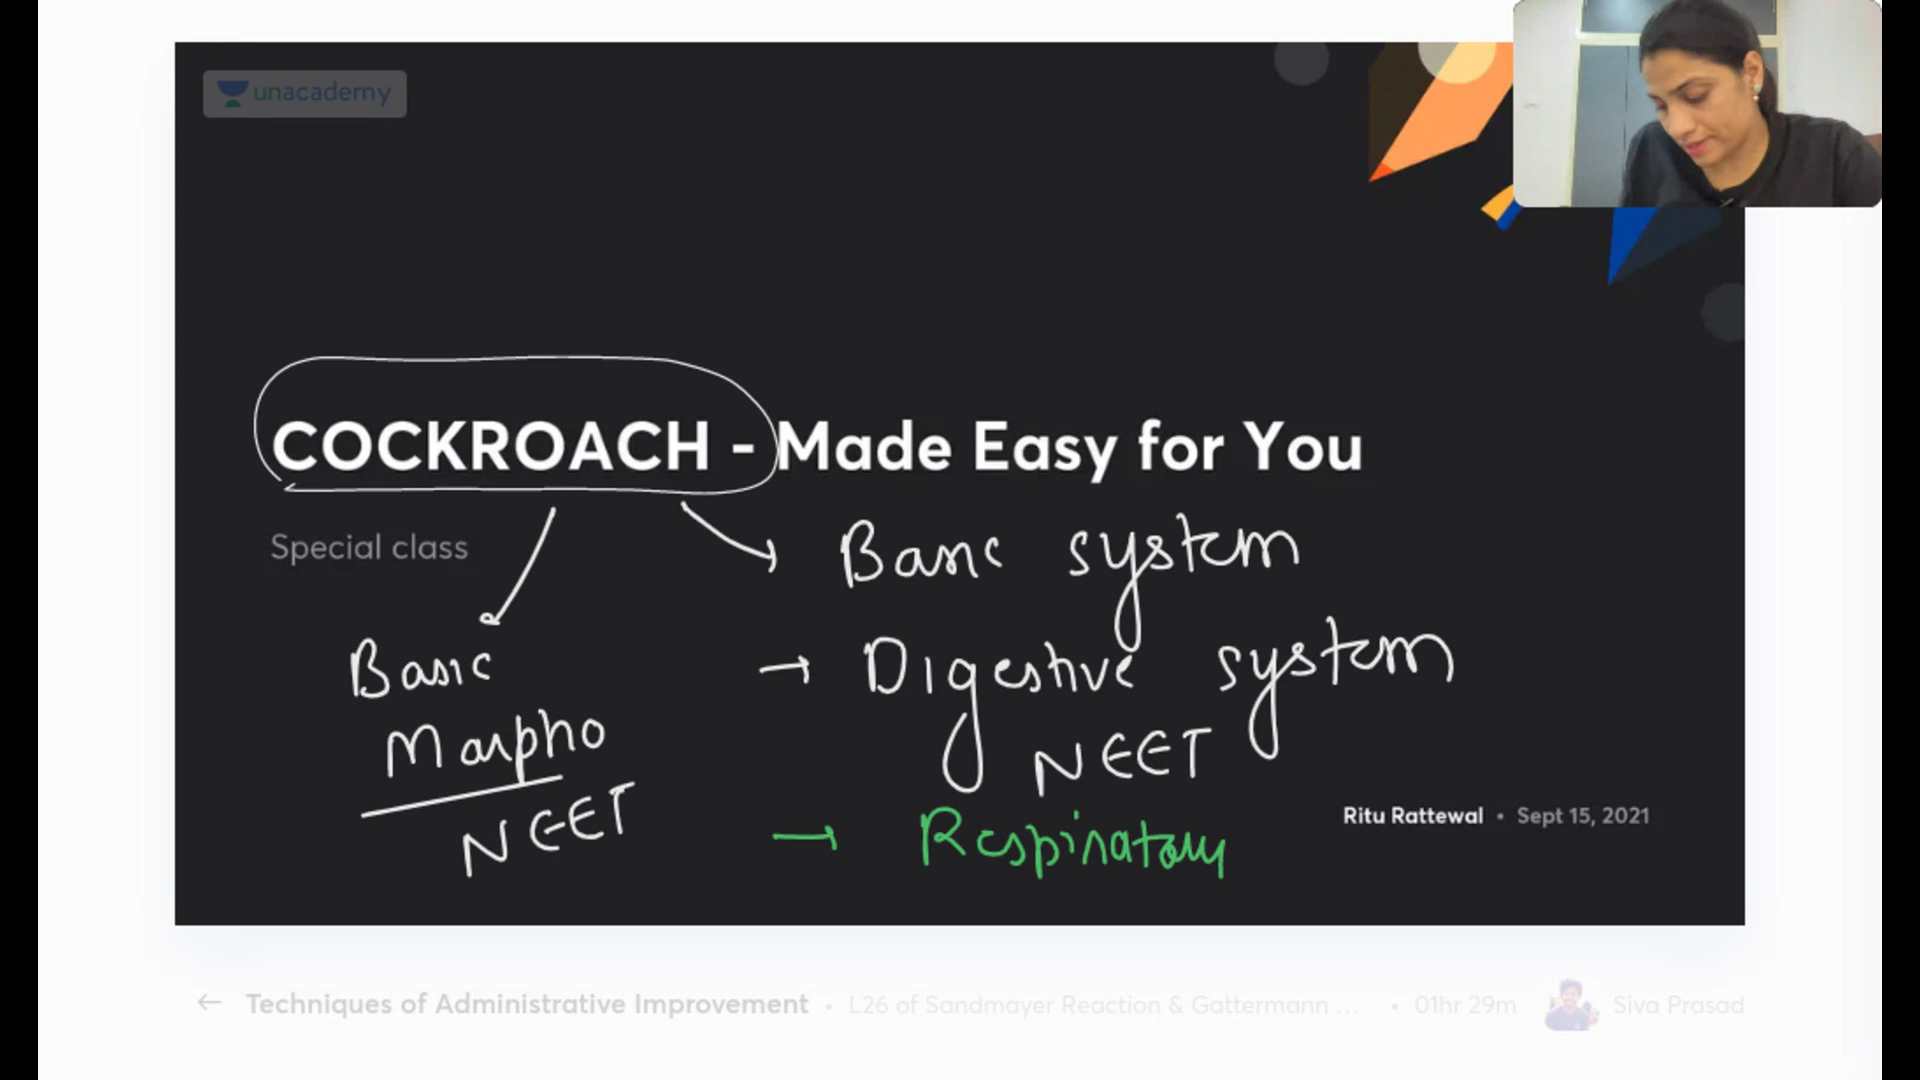 unacademy
COCKROACH - Made Easy for You
Special class
Basic system
Basic
Morpho
NEET
→ Digestive system
NEET
→ Respiratory
Ritu Rattewal • Sept 15, 2021
← Techniques of Administrative Improvement • L26 of Sandmayer Reaction & Gattermann ... • 01hr 29m Siva Prasad